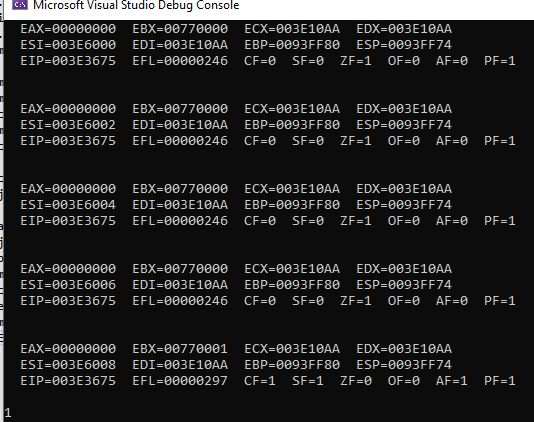 Microsoft Visual Studio Debug Console
EAX=00000000 EBX=00770000 ECX=003E10AA EDX=003E10AA
ESI=003E6000 EDI=003E10AA EBP=0093FF80 ESP=0093FF74
EIP=003E3675 EFL=00000246 CF=0 SF=0 ZF=1 OF=0 AF=0 PF=1
EAX=00000000 EBX=00770000 ECX=003E10AA EDX=003E10AA
ESI=003E6002 EDI=003E10AA EBP=0093FF80 ESP=0093FF74
EIP=003E3675 EFL=00000246 CF=0 SF=0 ZF=1 OF=0 AF=0 PF=1
EAX=00000000 EBX=00770000 ECX=003E10AA EDX=003E10AA
ESI=003E6004 EDI=003E10AA EBP=0093FF80 ESP=0093FF74
EIP=003E3675 EFL=00000246 CF=0 SF=0 ZF=1 OF=0 AF=0 PF=1
EAX=00000000 EBX=00770000 ECX=003E10AA EDX=003E10AA
ESI=003E6006 EDI=003E10AA EBP=0093FF80 ESP=0093FF74
EIP=003E3675 EFL=00000246 CF=0 SF=0 ZF=1 OF=0 AF=0 PF=1
EAX=00000000 EBX=00770001 ECX=003E10AA EDX=003E10AA
ESI=003E6008 EDI=003E10AA EBP=0093FF80 ESP=0093FF74
EIP=003E3675 EFL=00000297 CF=1 SF=1 ZF=0 OF=0 AF=1 PF=1
1